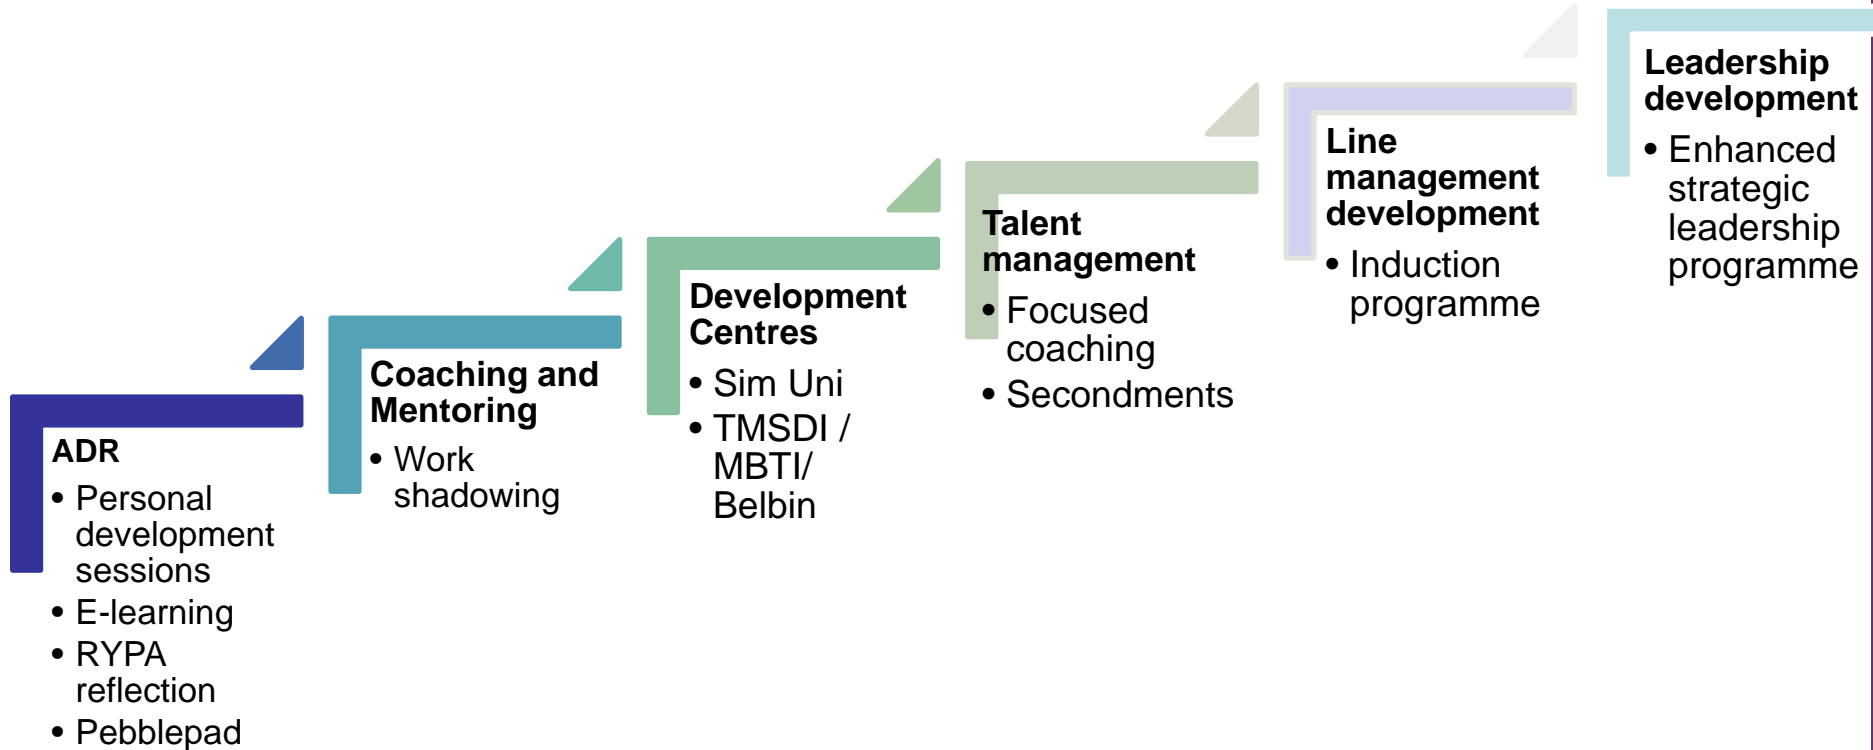 ADR
• Personal
development
sessions
• E-learning
• RYPA
reflection
• Pebblepad
Coaching and
Mentoring
• Work
shadowing
Development
Centres
• Sim Uni
• TMSDI /
MBTI/
Belbin
Talent
management
• Focused
coaching
• Secondments
Line
management
development
• Induction
programme
Leadership
development
• Enhanced
strategic
leadership
programme